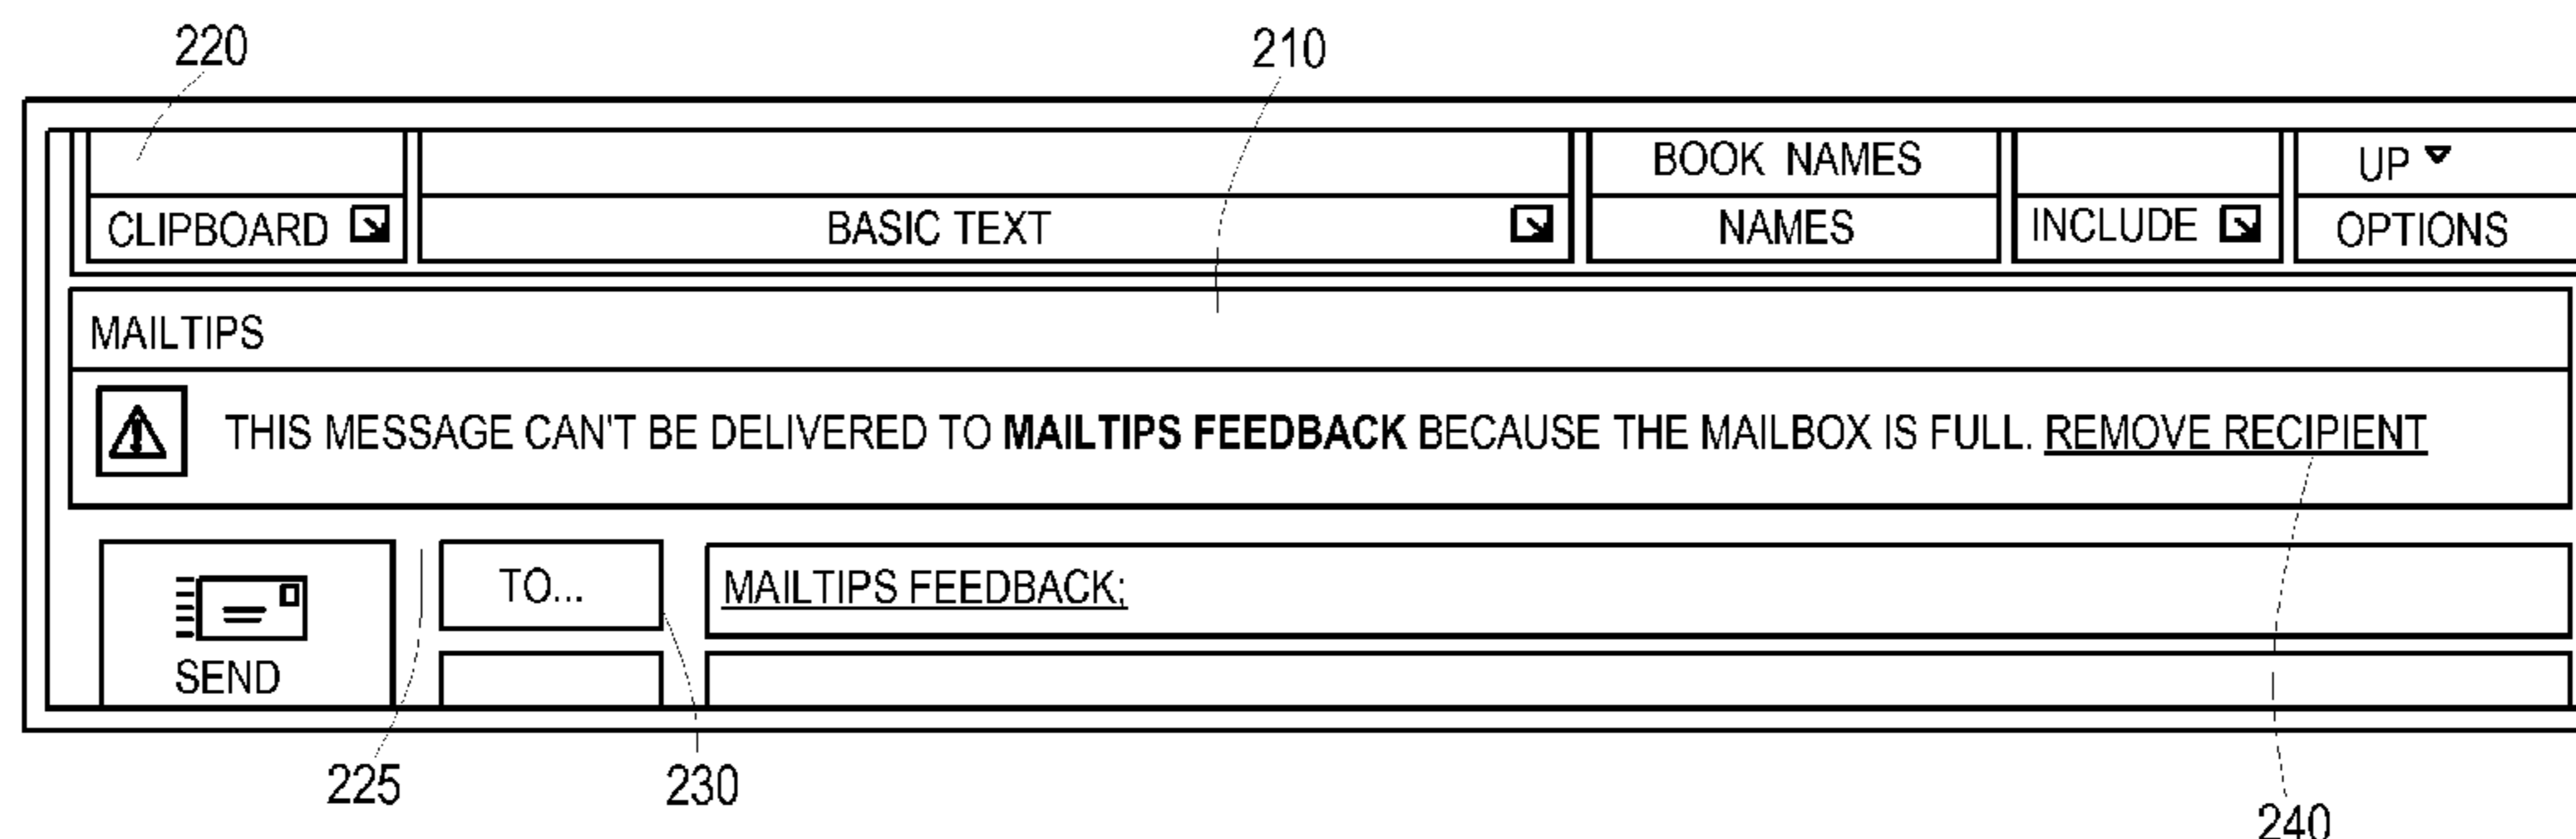 220 210
BOOK NAMES UP
CLIPBOARD BASIC TEXT NAMES INCLUDE OPTIONS
MAILTIPS
THIS MESSAGE CAN'T BE DELIVERED TO MAILTIPS FEEDBACK BECAUSE THE MAILBOX IS FULL. REMOVE RECIPIENT
TO... MAILTIPS FEEDBACK;
SEND
225 230 240